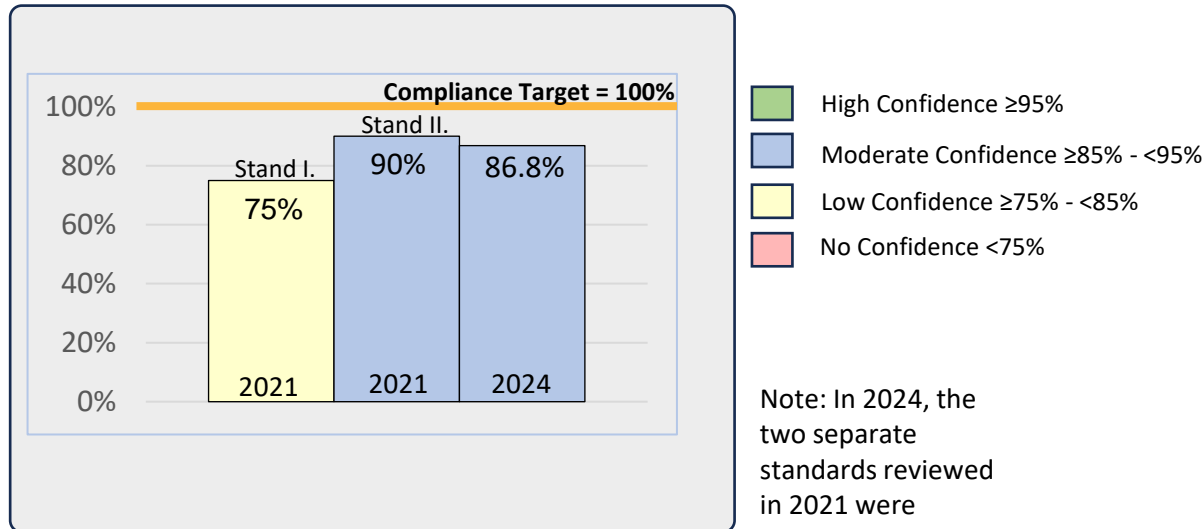 Compliance Target = 100%
100%
80%
60%
40%
20%
0%
Stand I.
75%
2021
Stand II.
90%
2021
86.8%
2024
High Confidence ≥95%
Moderate Confidence ≥85% - <95%
Low Confidence ≥75% - <85%
No Confidence <75%
Note: In 2024, the
two separate
standards reviewed
in 2021 were